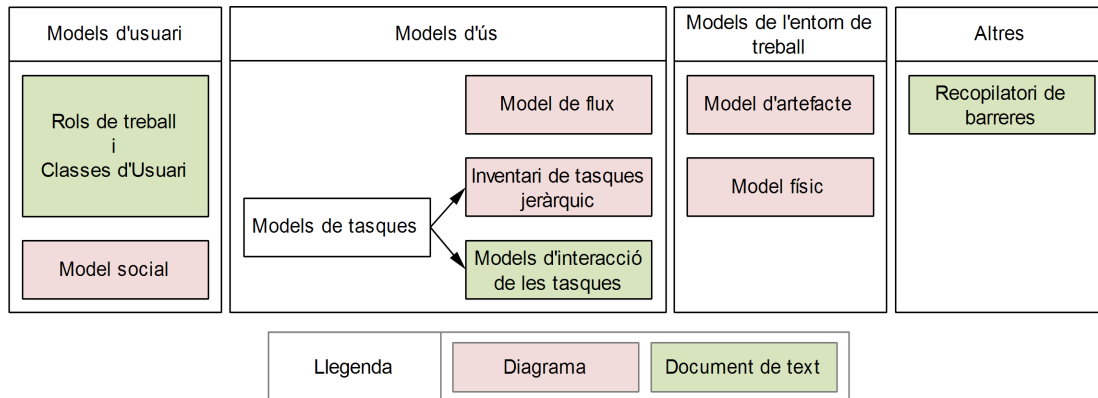 Models d'usuari
Rols de treball
i
Classes d'Usuari
Model social
Models d'ús
Model de flux
Models de tasques
Inventari de tasques
jeràrquic
Models d'interacció
de les tasques
Models de l'entorn de
treball
Model d'artefacte
Model físic
Altres
Recopilatori de
barreres
Llegenda
Diagrama
Document de text